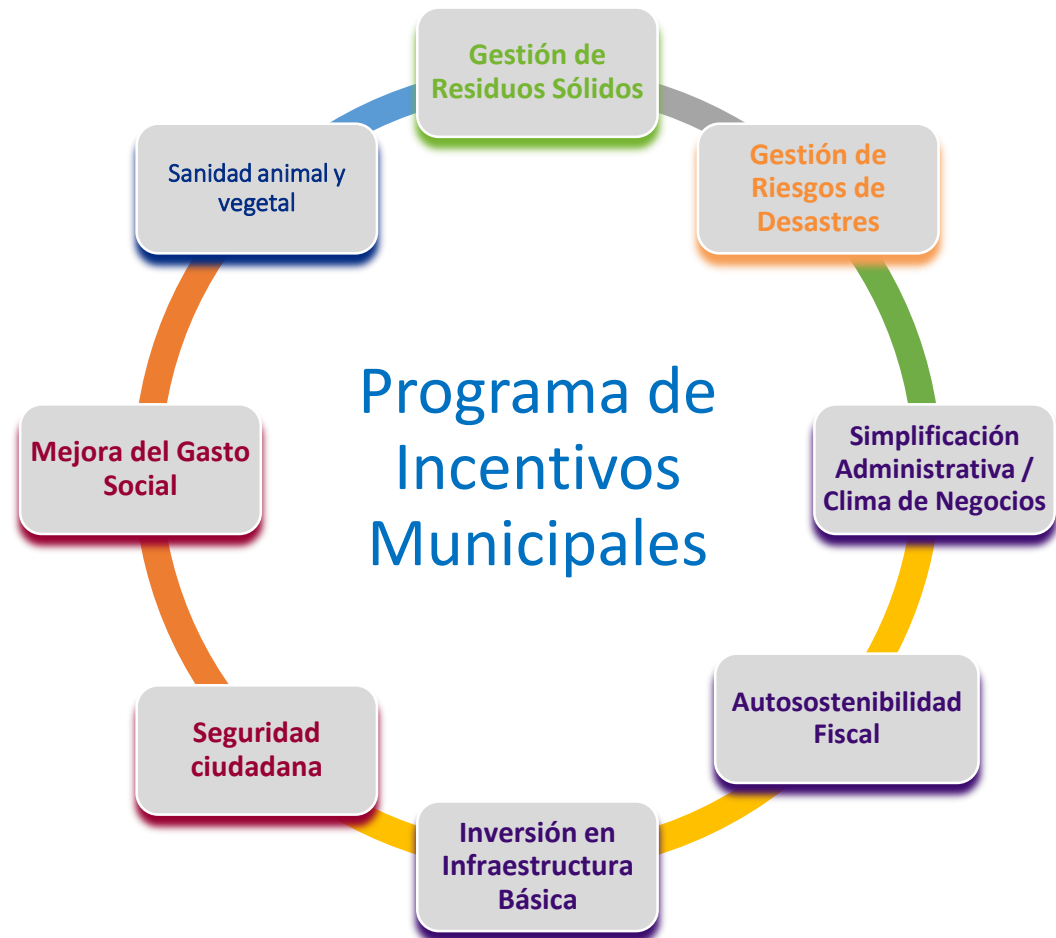 Gestión de
Residuos Sólidos
Gestión de
Riesgos de
Desastres
Simplificación
Administrativa /
Clima de Negocios
Autosostenibilidad
Fiscal
Inversión en
Infraestructura
Básica
Seguridad
ciudadana
Mejora del Gasto
Social
Sanidad animal y
vegetal
Programa de
Incentivos
Municipales